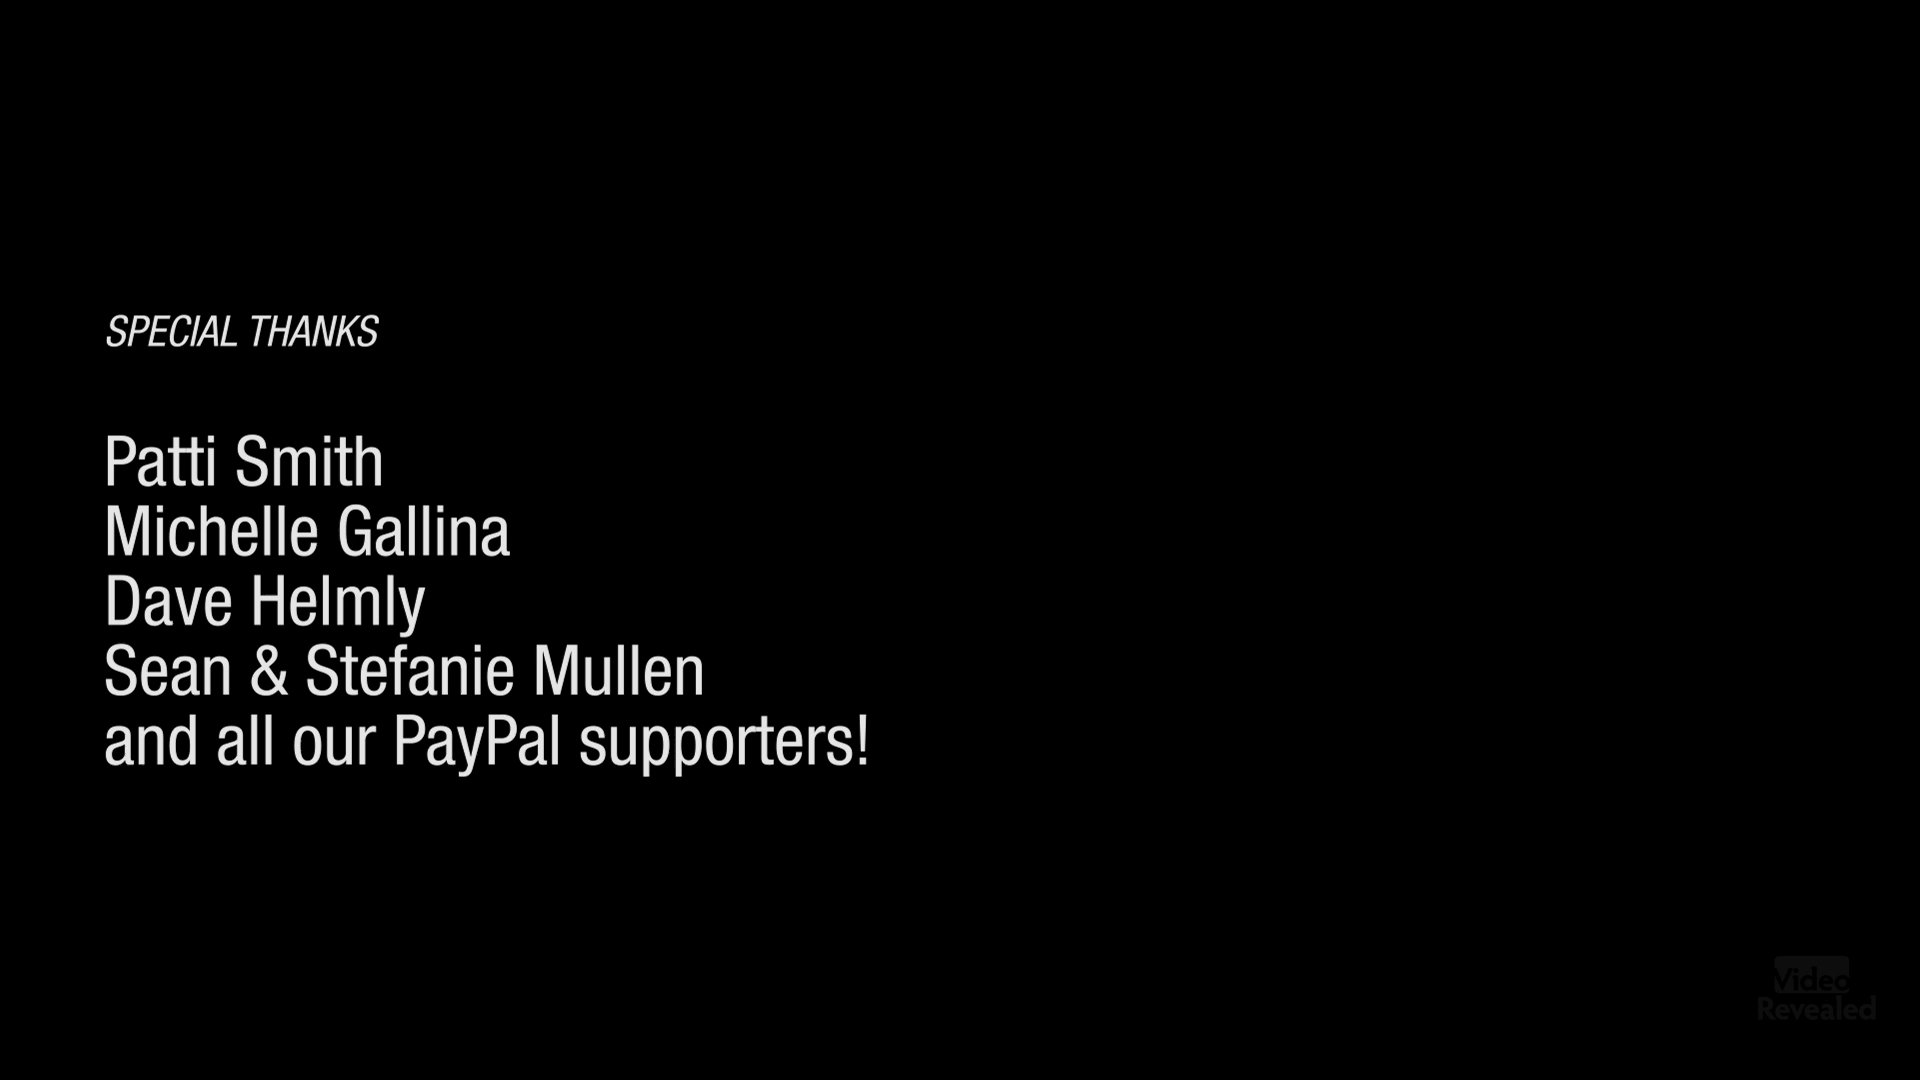 SPECIAL THANKS
Patti Smith
Michelle Gallina
Dave Helmly
Sean & Stefanie Mullen
and all our PayPal supporters!
Video
Revealed